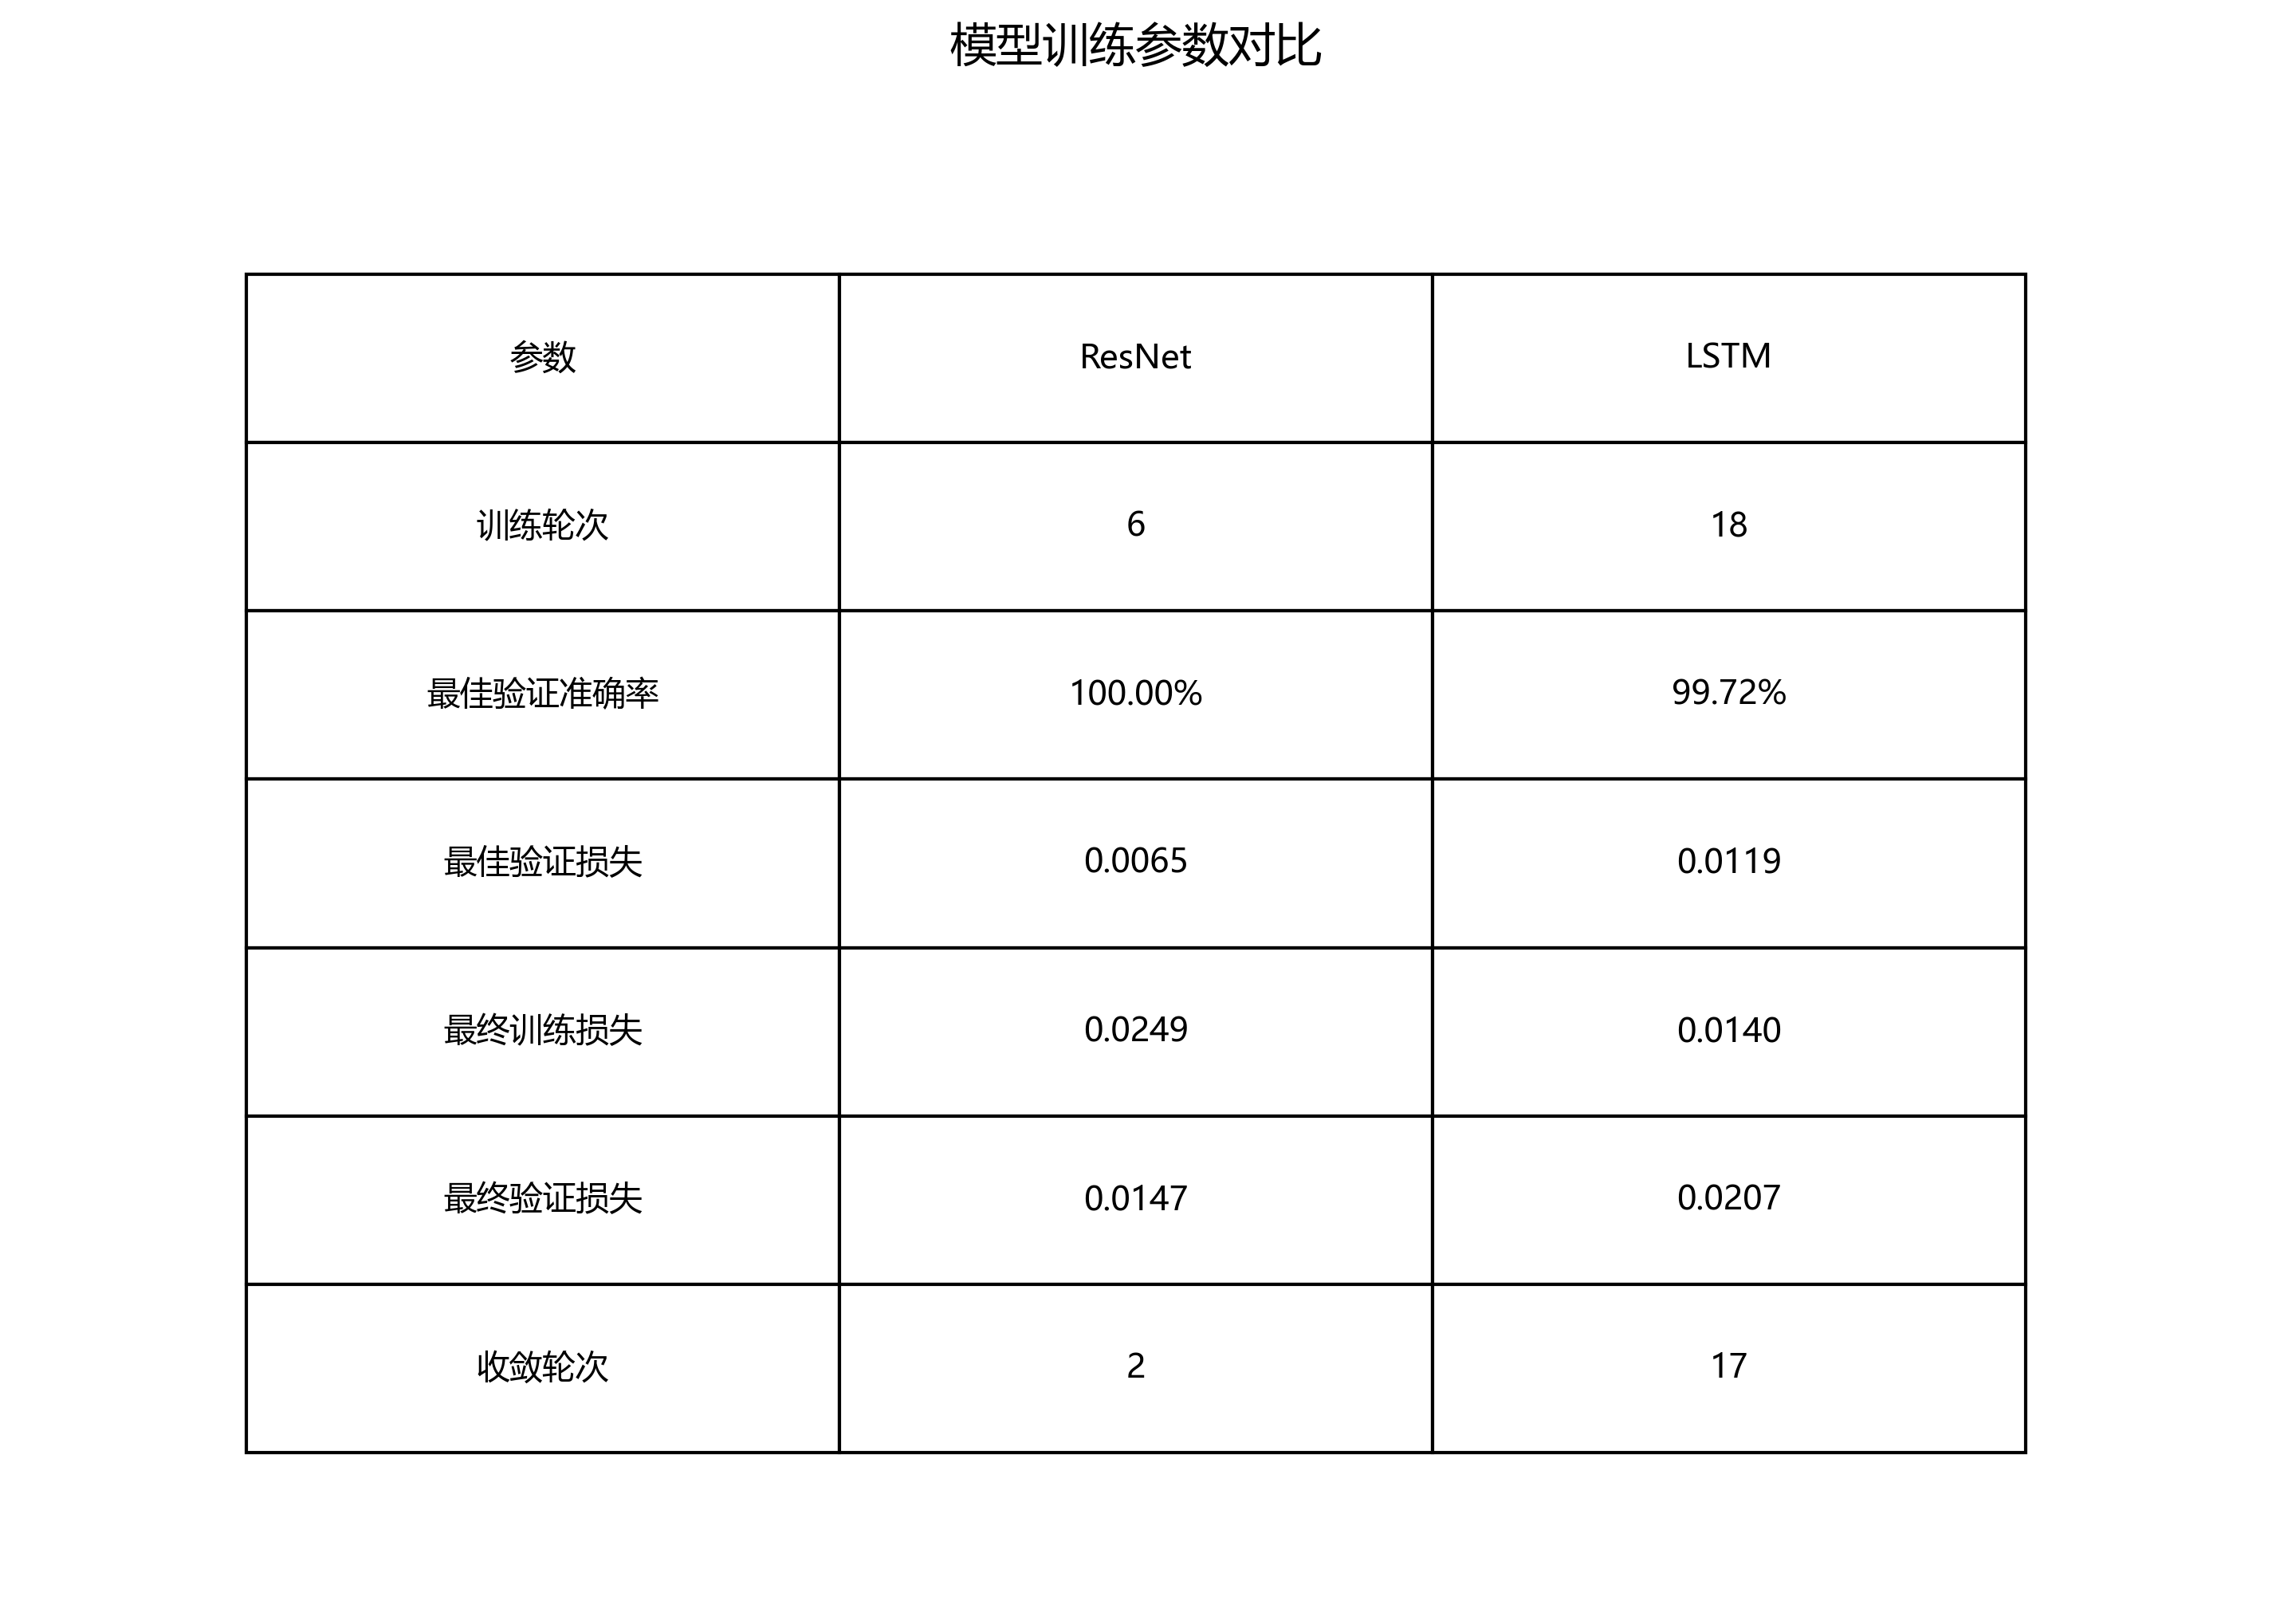 模型训练参数对比
参数 ResNet LSTM
训练轮次 6 18
最佳验证准确率 100.00% 99.72%
最佳验证损失 0.0065 0.0119
最终训练损失 0.0249 0.0140
最终验证损失 0.0147 0.0207
收敛轮次 2 17